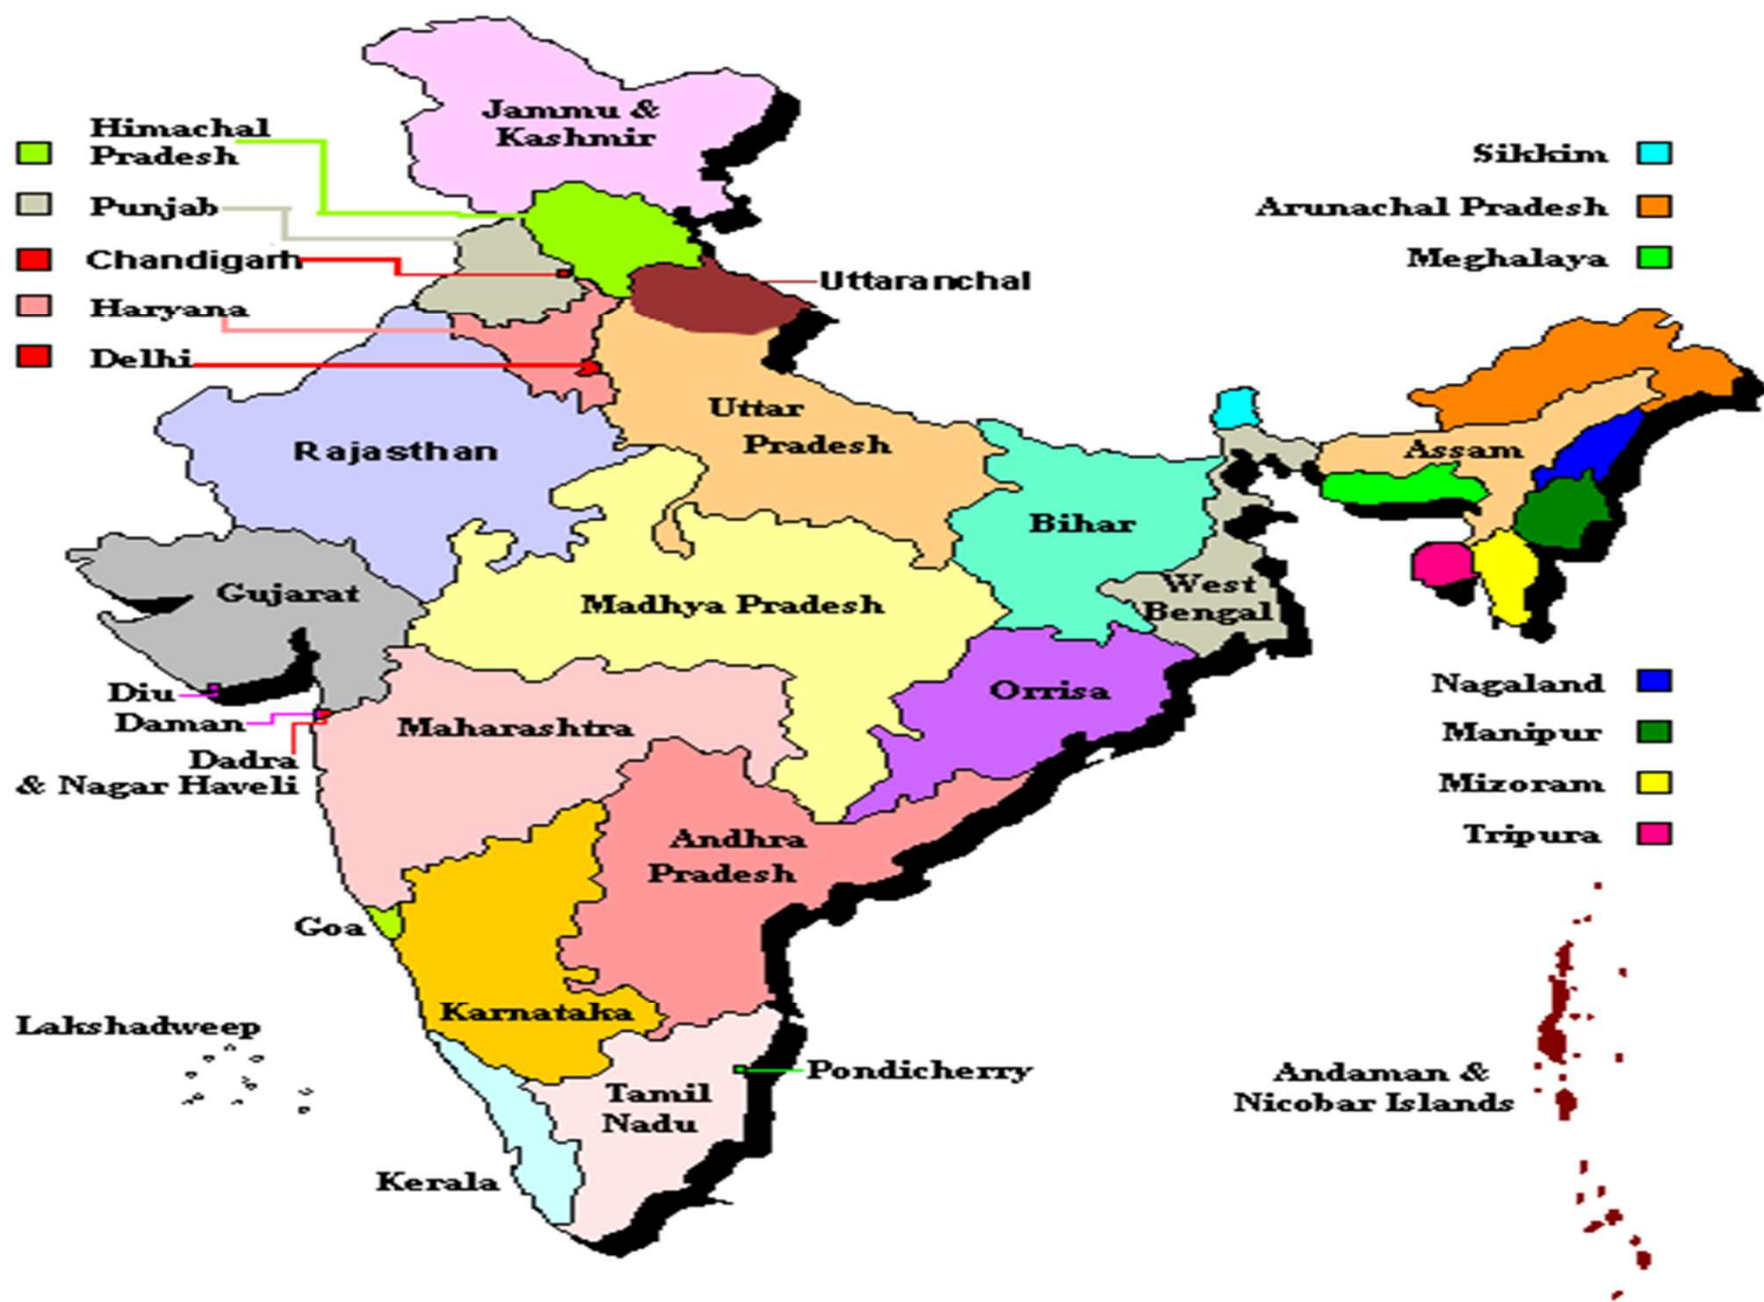 Jammu &
Kashmir
Himachal
Pradesh
Punjab
Chandigarh
Haryana
Delhi
Uttaranchal
Sikkim
Arunachal Pradesh
Meghalaya
Rajasthan
Uttar
Pradesh
Assam
Bihar
Gujarat
Madhya Pradesh
West
Bengal
Diu
Daman
Dadra
& Nagar Haveli
Maharashtra
Orrisa
Nagaland
Manipur
Mizoram
Tripura
Andhra
Pradesh
Goa
Karnataka
Lakshadweep
Pondicherry
Tamil
Nadu
Kerala
Andaman &
Nicobar Islands